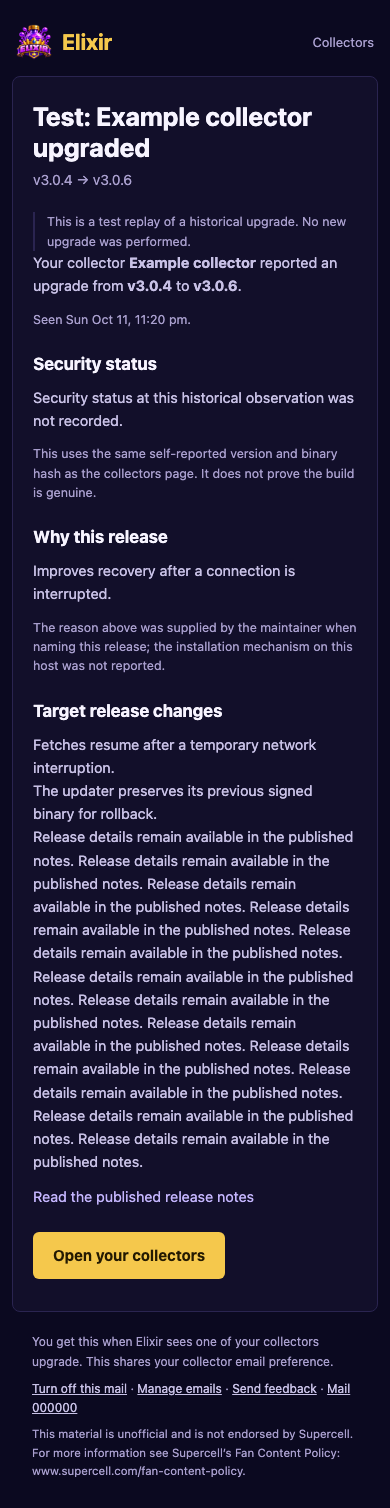 ELIXIR
Elixir
Collectors
Test: Example collector
upgraded
v3.0.4 → v3.0.6
This is a test replay of a historical upgrade. No new
upgrade was performed.
Your collector Example collector reported an
upgrade from v3.0.4 to v3.0.6.
Seen Sun Oct 11, 11:20 pm.
Security status
Security status at this historical observation was
not recorded.
This uses the same self-reported version and binary
hash as the collectors page. It does not prove the build
is genuine.
Why this release
Improves recovery after a connection is
interrupted.
The reason above was supplied by the maintainer when
naming this release; the installation mechanism on this
host was not reported.
Target release changes
Fetches resume after a temporary network
interruption.
The updater preserves its previous signed
binary for rollback.
Release details remain available in the published
notes. Release details remain available in the
published notes. Release details remain
available in the published notes. Release details
remain available in the published notes. Release
details remain available in the published notes.
Release details remain available in the published
notes. Release details remain available in the
published notes. Release details remain
available in the published notes. Release details
remain available in the published notes. Release
details remain available in the published notes.
Release details remain available in the published
notes. Release details remain available in the
published notes.
Read the published release notes
Open your collectors
You get this when Elixir sees one of your collectors
upgrade. This shares your collector email preference.
Turn off this mail · Manage emails · Send feedback · Mail
000000
This material is unofficial and is not endorsed by Supercell.
For more information see Supercell's Fan Content Policy:
www.supercell.com/fan-content-policy.